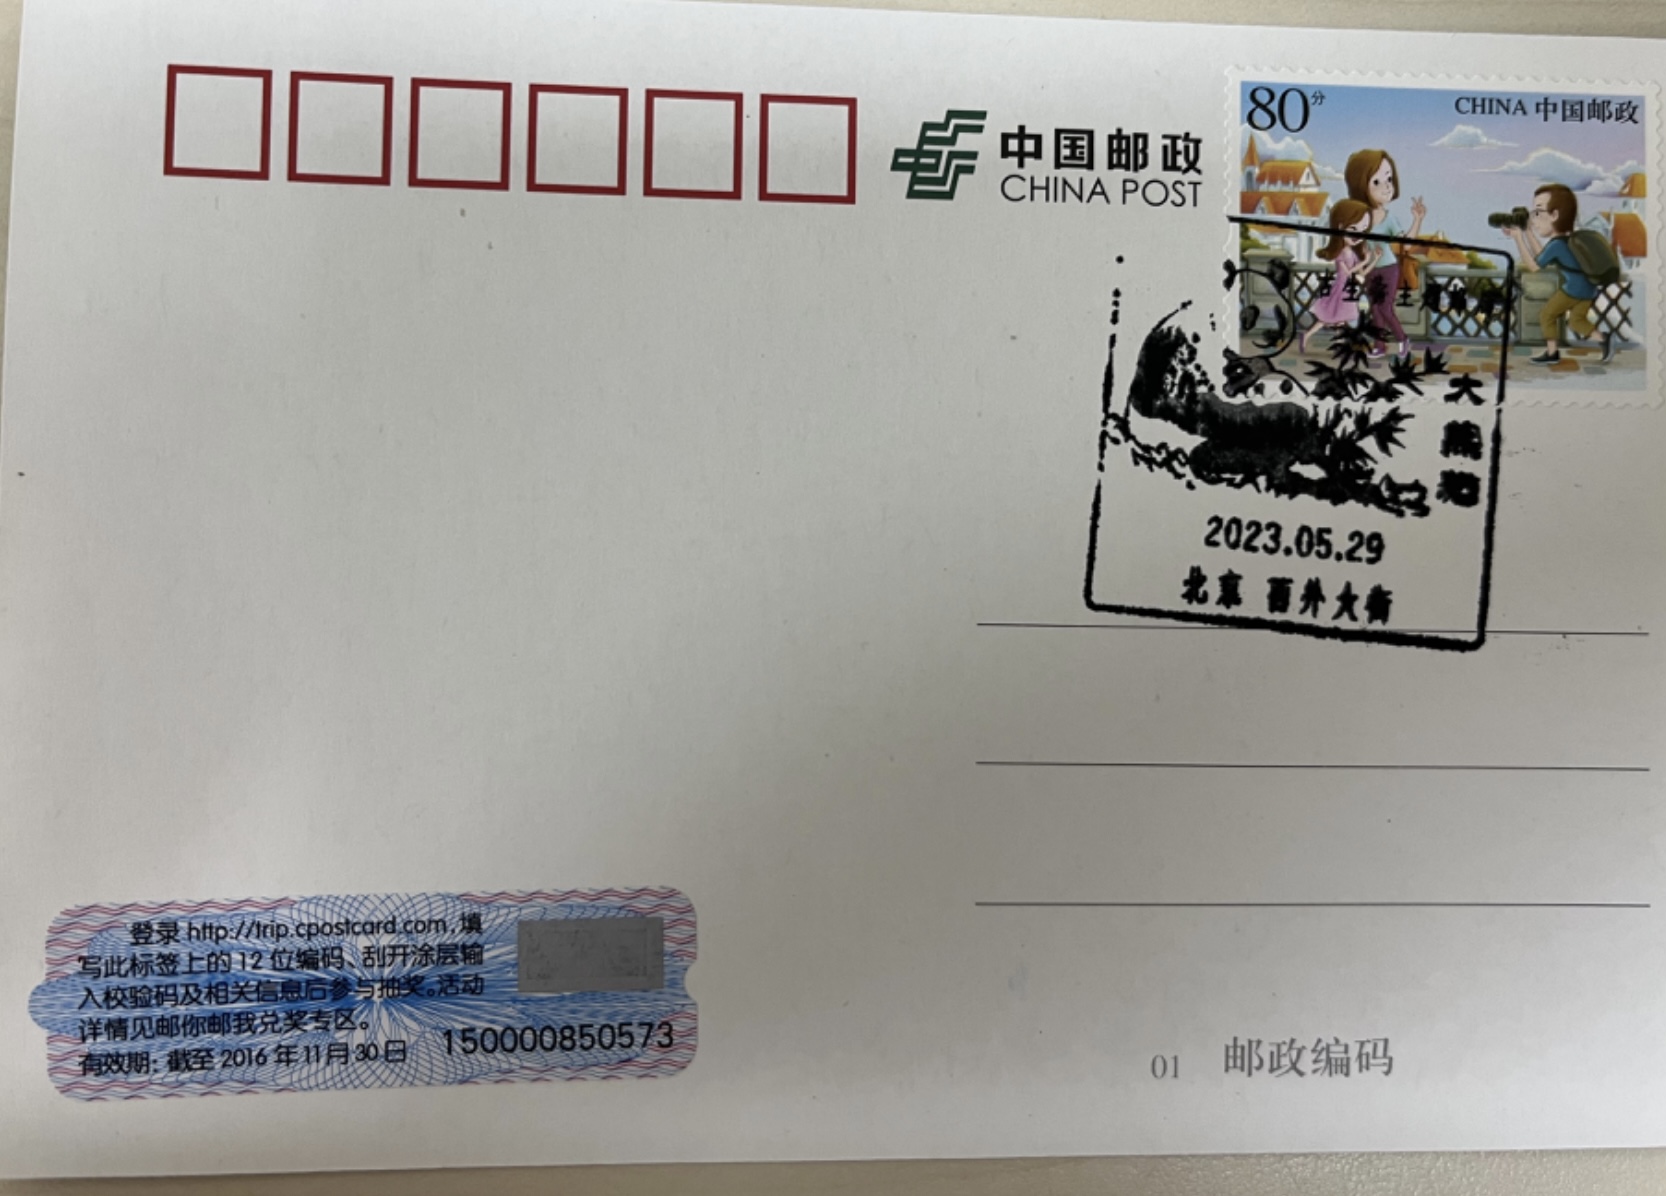 中国邮政
CHINA POST
80分
CHINA 中国邮政
大熊猫
2023.05.29
北京 西外大街
登录 http://trip.cpostcard.com,填
写此标签上的12位编码、刮开涂层输
入校验码及相关信息后参与抽奖。活动
详情见邮你邮我兑奖专区。
有效期：截至2016年11月30日
150000850573
01 邮政编码